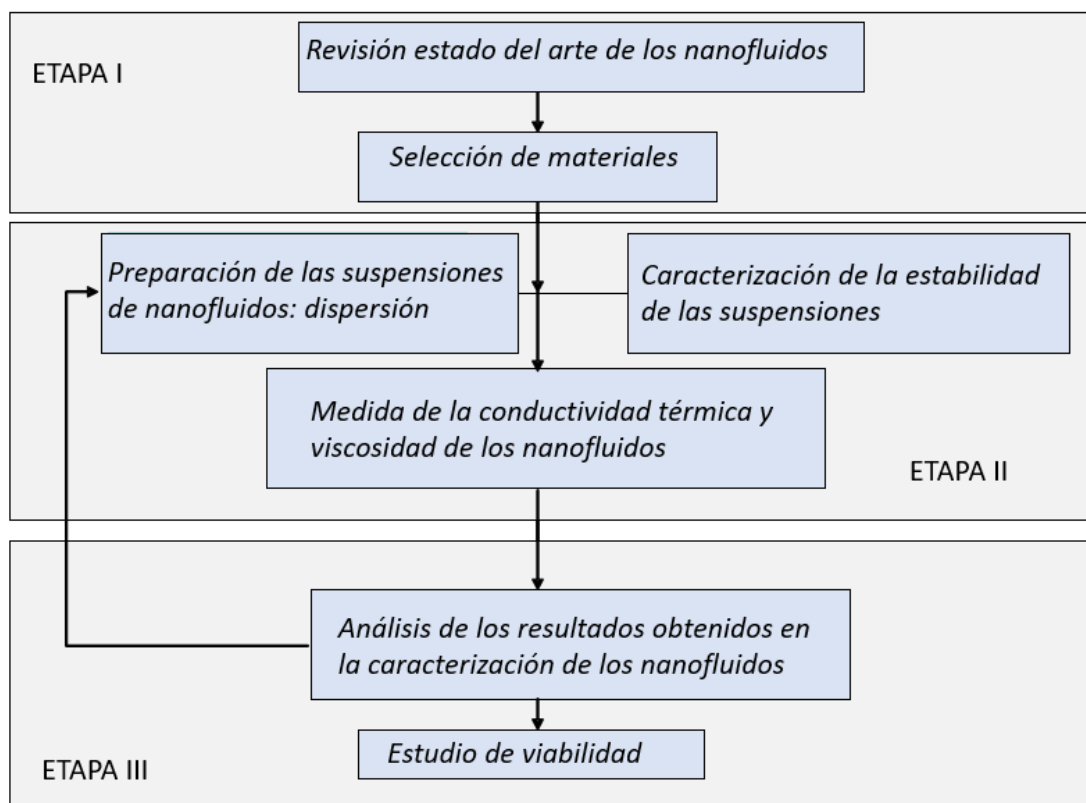 Revisión estado del arte de los nanofluidos
ETAPA I
Selección de materiales
Preparación de las suspensiones
de nanofluidos: dispersión
Caracterización de la estabilidad
de las suspensiones
Medida de la conductividad térmica y
viscosidad de los nanofluidos
ETAPA II
Análisis de los resultados obtenidos en
la caracterización de los nanofluidos
Estudio de viabilidad
ETAPA III